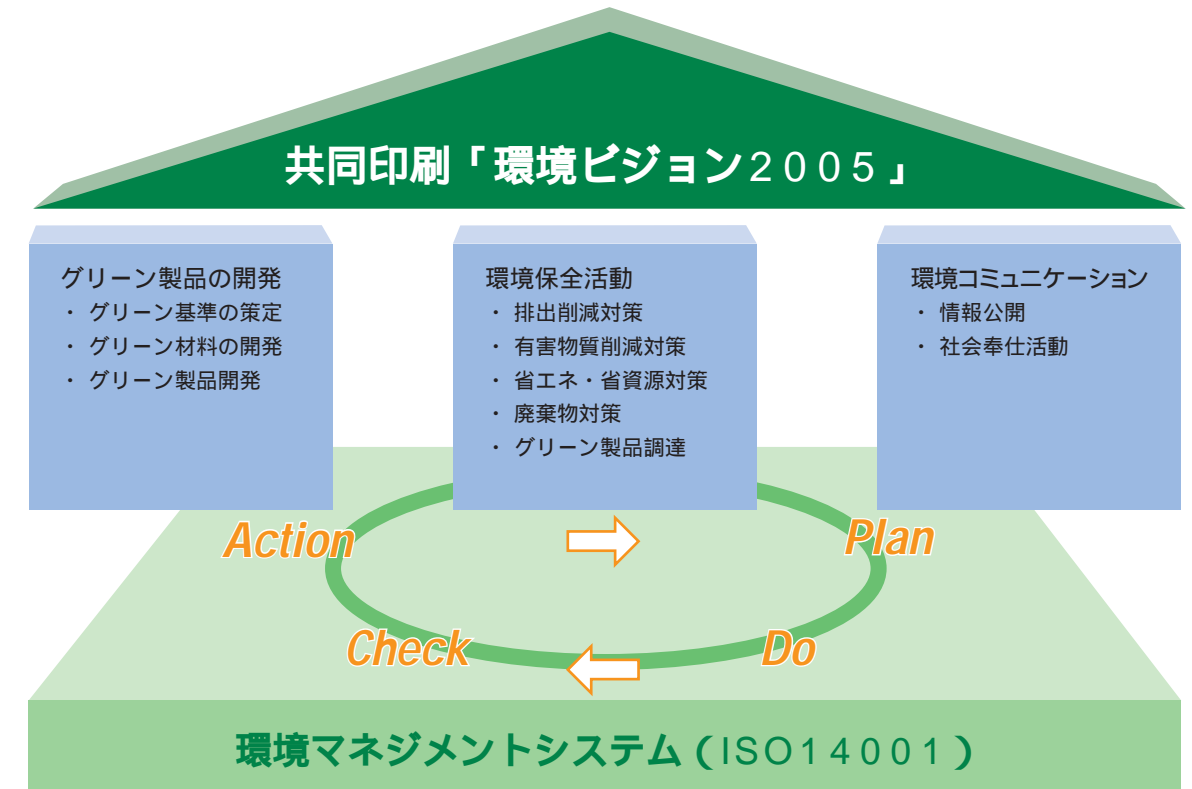 共同印刷「環境ビジョン2005」
グリーン製品の開発
・ グリーン基準の策定
・ グリーン材料の開発
・ グリーン製品開発
環境保全活動
・ 排出削減対策
・ 有害物質削減対策
・ 省エネ・省資源対策
・ 廃棄物対策
・ グリーン製品調達
環境コミュニケーション
・ 情報公開
・ 社会奉仕活動
Action
Plan
Check
Do
環境マネジメントシステム(ISO14001)